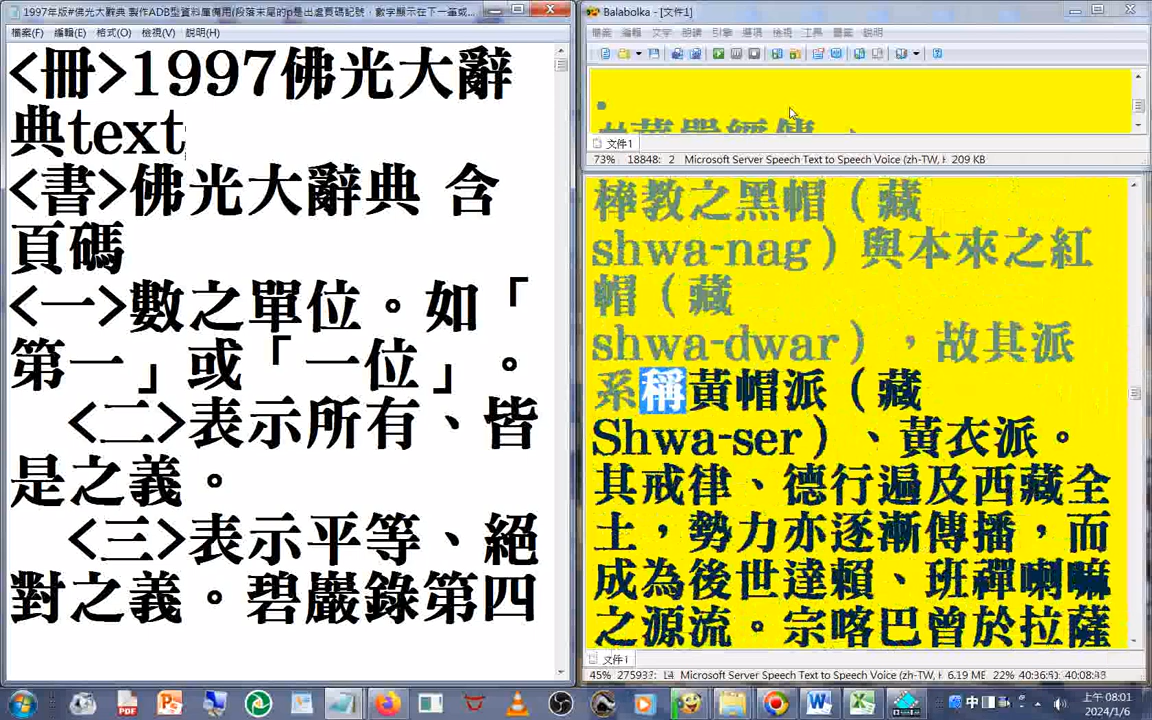 1997年版#佛光大辭典 製作ADB型資料庫備用(段落末尾的p是出處頁碼記號，數字顯示在下一筆或...
檔案(F) 編輯(E) 格式(O) 檢視(V) 說明(H)
<冊>1997佛光大辭
典text
<書>佛光大辭典 含
頁碼
<一>數之單位。如「
第一」或「一位」。
<二>表示所有、皆
是之義。
<三>表示平等、絕
對之義。碧巖錄第四
Balabolka - [文件1]
檔案 編輯 文字 朗讀 引擎 選項 檢視 工具 書籤 說明
#華嚴經傳、
文件1
73% 18848: 2 Microsoft Server Speech Text to Speech Voice (zh-TW, H 209 KB
棒教之黑帽（藏
shwa-nag）與本來之紅
帽（藏
shwa-dwar），故其派
系稱黃帽派（藏
Shwa-ser）、黃衣派。
其戒律、德行遍及西藏全
土，勢力亦逐漸傳播，而
成為後世達賴、班禪喇嘛
之源流。宗喀巴曾於拉薩
文件1
45% 275933: 14 Microsoft Server Speech Text to Speech Voice (zh-TW, H 6.19 MB 22% 40:36:51 40:08:43
中
上午 08:01
2024/1/6